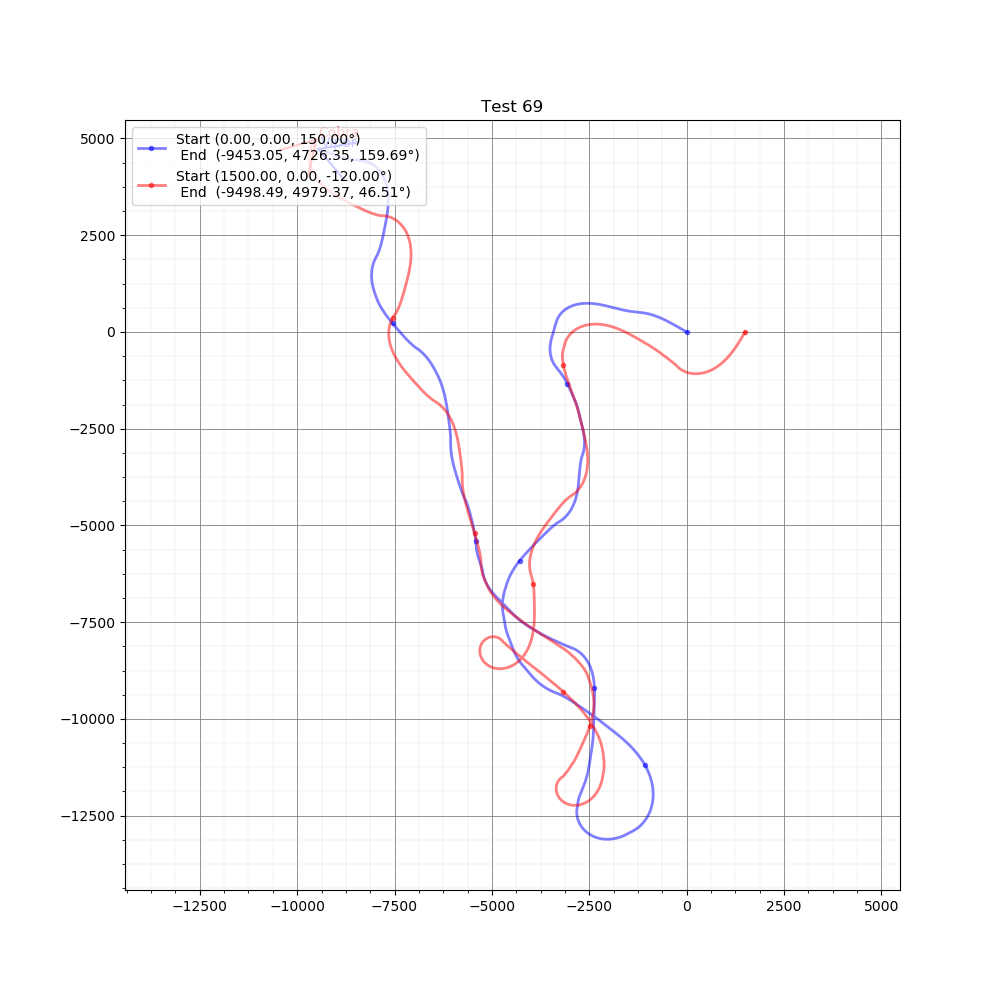 Test 69
Cobra
Start (0.00, 0.00, 150.00°)
End (-9453.05, 4726.35, 159.69°)
Start (1500.00, 0.00, -120.00°)
End (-9498.49, 4979.37, 46.51°)
5000
2500
0
−2500
−5000
−7500
−10000
−12500
−12500 −10000 −7500 −5000 −2500 0 2500 5000